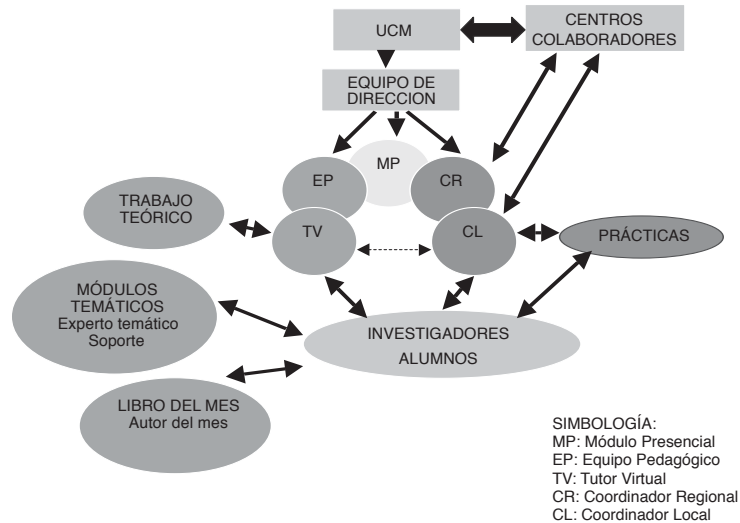 UCM
CENTROS
COLABORADORES
EQUIPO DE
DIRECCION
MP
EP
CR
TRABAJO
TEÓRICO
TV
CL
PRÁCTICAS
MÓDULOS
TEMÁTICOS
Experto temático
Soporte
INVESTIGADORES
ALUMNOS
LIBRO DEL MES
Autor del mes
SIMBOLOGÍA:
MP: Módulo Presencial
EP: Equipo Pedagógico
TV: Tutor Virtual
CR: Coordinador Regional
CL: Coordinador Local